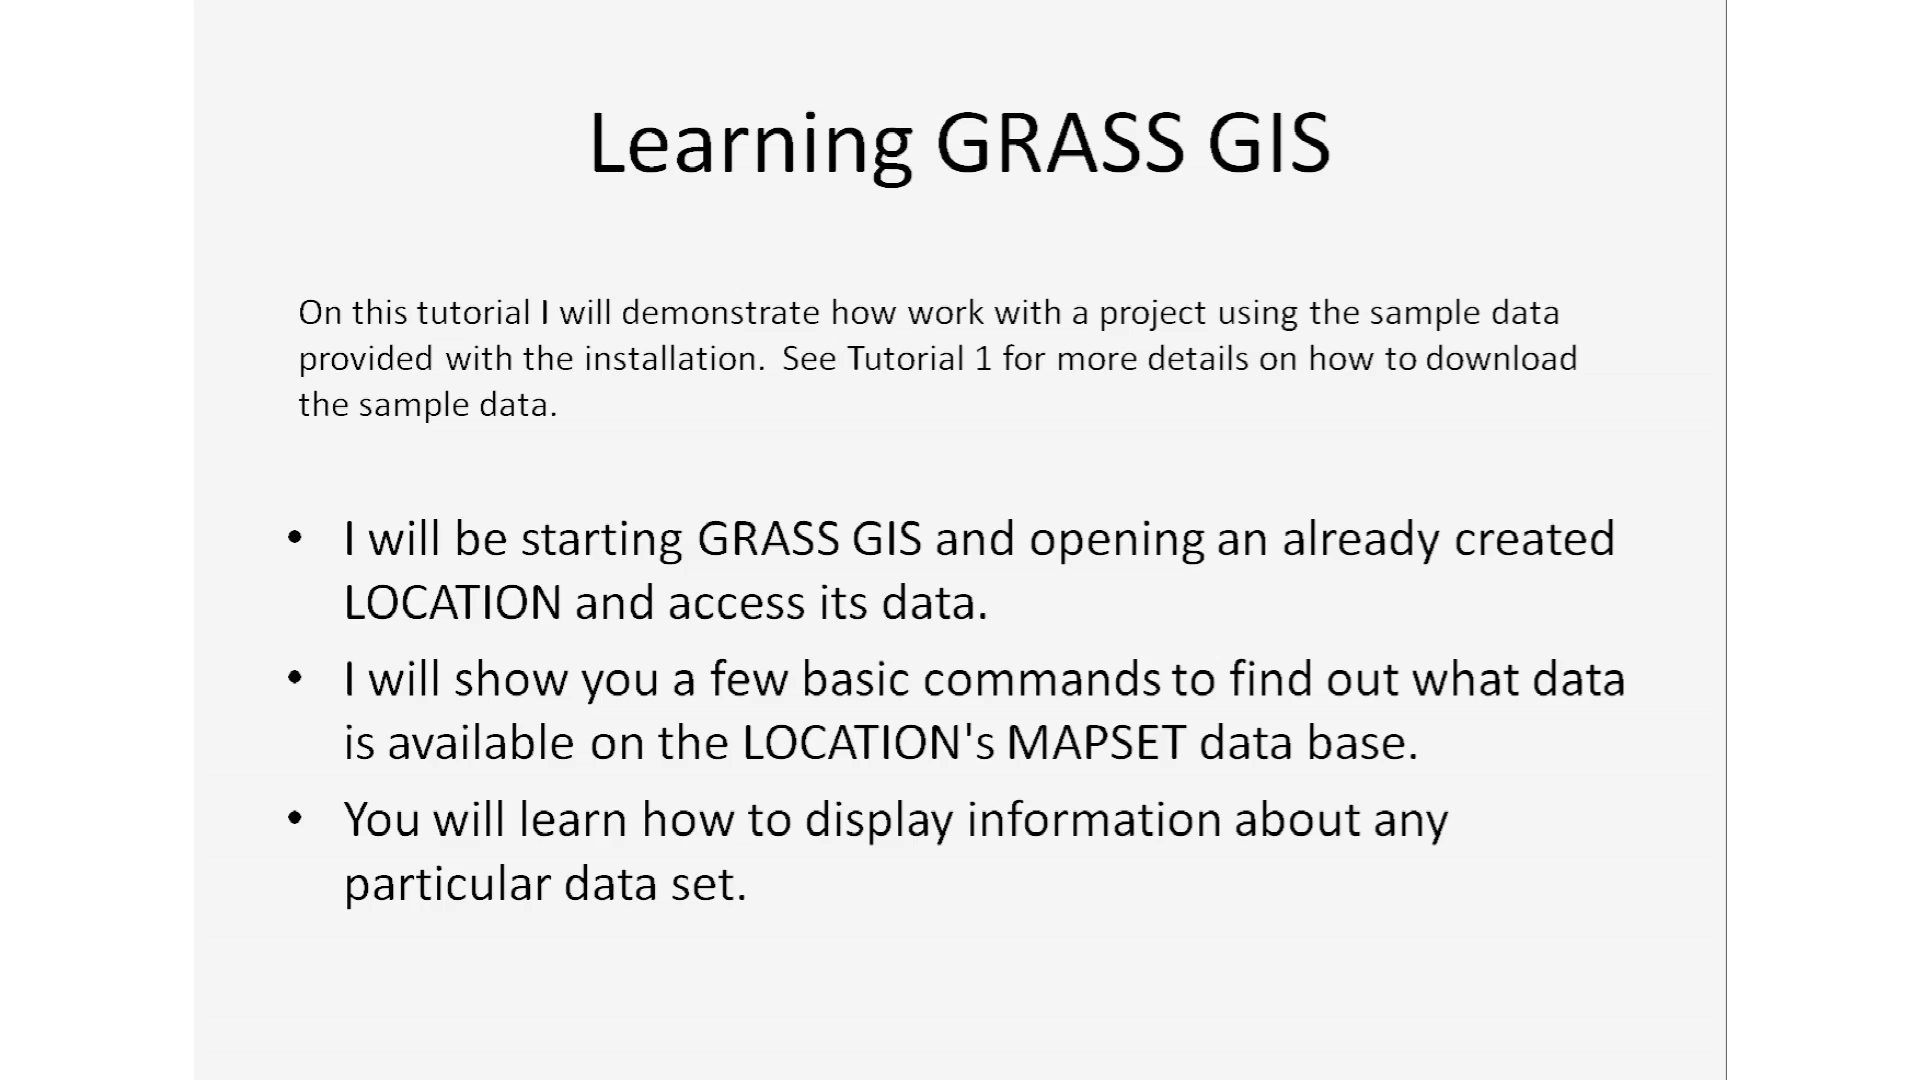 Learning GRASS GIS
On this tutorial I will demonstrate how work with a project using the sample data
provided with the installation.  See Tutorial 1 for more details on how to download
the sample data.
• I will be starting GRASS GIS and opening an already created
LOCATION and access its data.
• I will show you a few basic commands to find out what data
is available on the LOCATION's MAPSET data base.
• You will learn how to display information about any
particular data set.